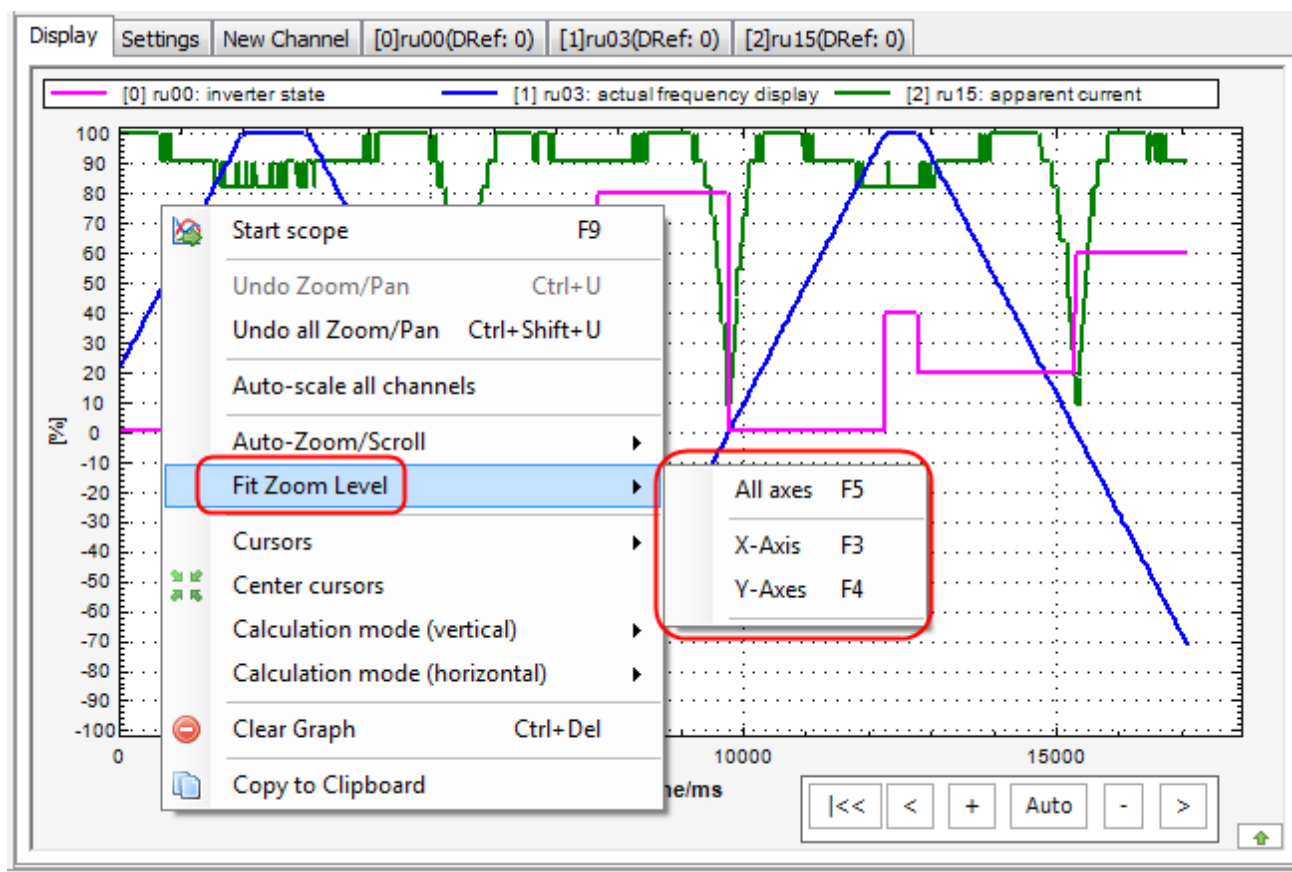 Display Settings New Channel [0]ru00(DRef: 0) [1]ru03(DRef: 0) [2]ru15(DRef: 0)
[0] ru00: inverter state [1] ru03: actual frequency display [2] ru15: apparent current
100
90
80
70
60
50
40
30
20
10
0
-10
-20
-30
-40
-50
-60
-70
-80
-90
-100
[%]
0 10000 15000
Start scope F9
Undo Zoom/Pan Ctrl+U
Undo all Zoom/Pan Ctrl+Shift+U
Auto-scale all channels
Auto-Zoom/Scroll
Fit Zoom Level
Cursors
Center cursors
Calculation mode (vertical)
Calculation mode (horizontal)
Clear Graph Ctrl+Del
Copy to Clipboard
All axes F5
X-Axis F3
Y-Axes F4
ne/ms
|<< < + Auto - >